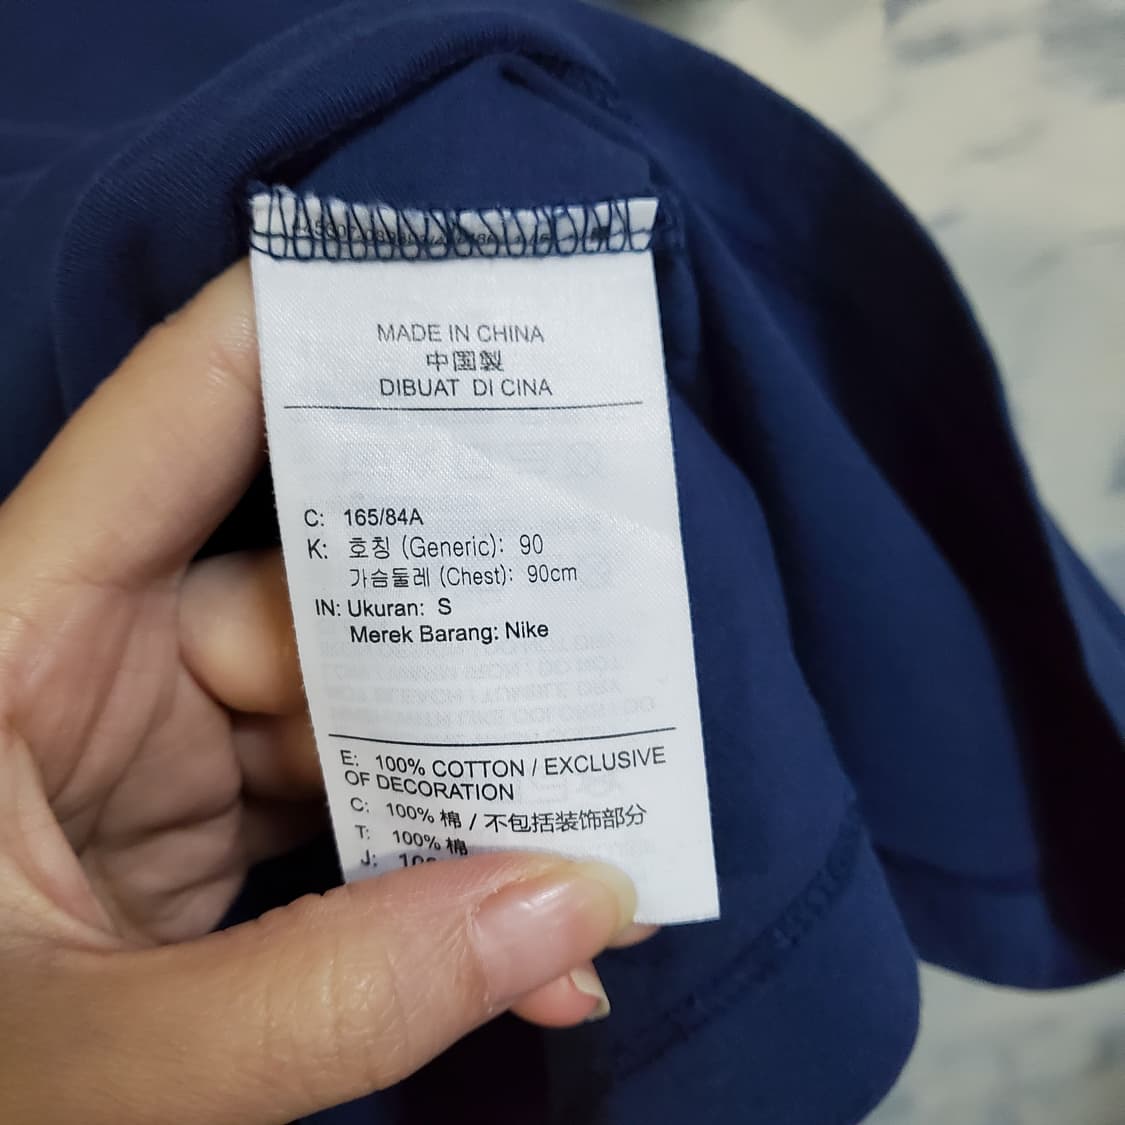 MADE IN CHINA
中国製
DIBUAT DI CINA
C: 165/84A
K: 호칭 (Generic): 90
가슴둘레 (Chest): 90cm
IN: Ukuran: S
Merek Barang: Nike
E: 100% COTTON / EXCLUSIVE
OF DECORATION
C: 100% 棉 / 不包括装饰部分
T: 100% 棉
J: